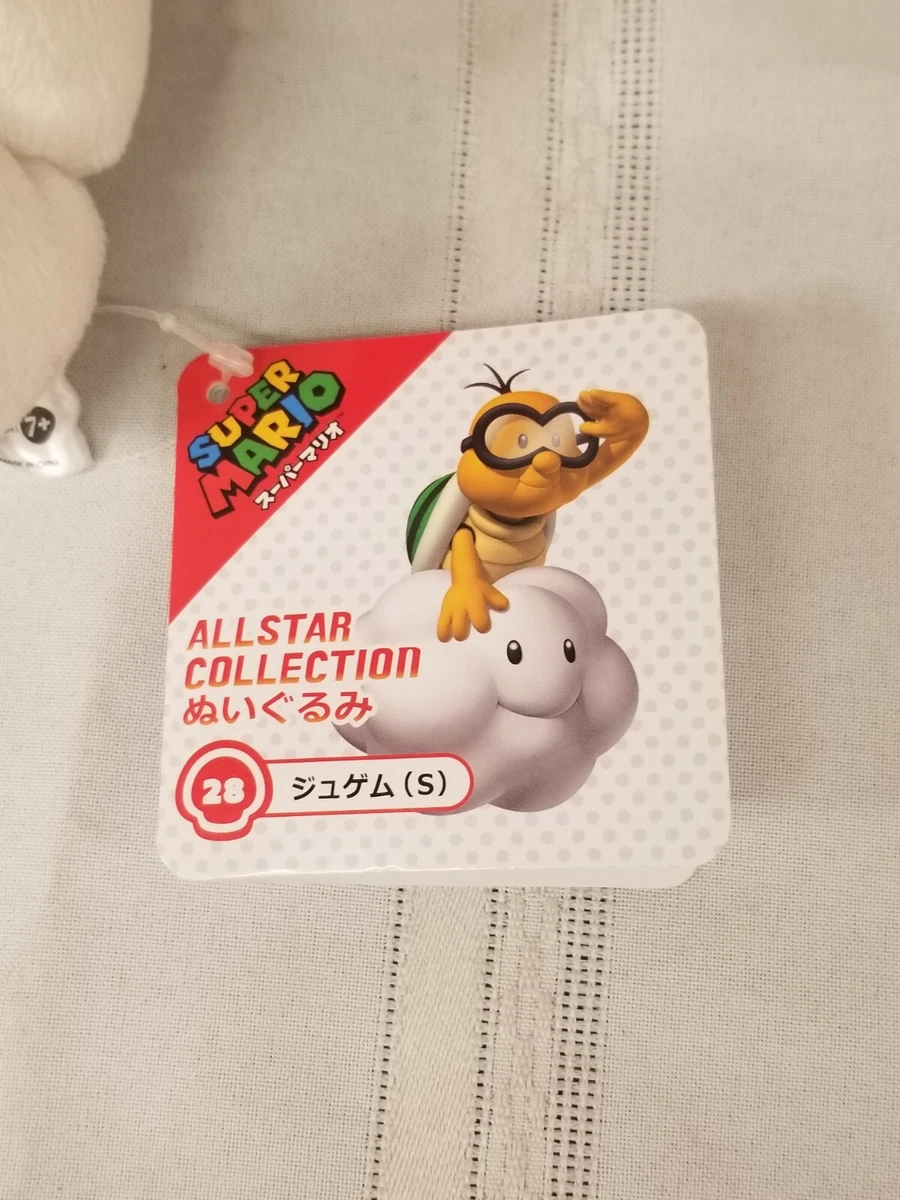 SUPER
MARIO
スーパーマリオ
ALLSTAR
COLLECTION
ぬいぐるみ
28 ジュゲム(S)
7+